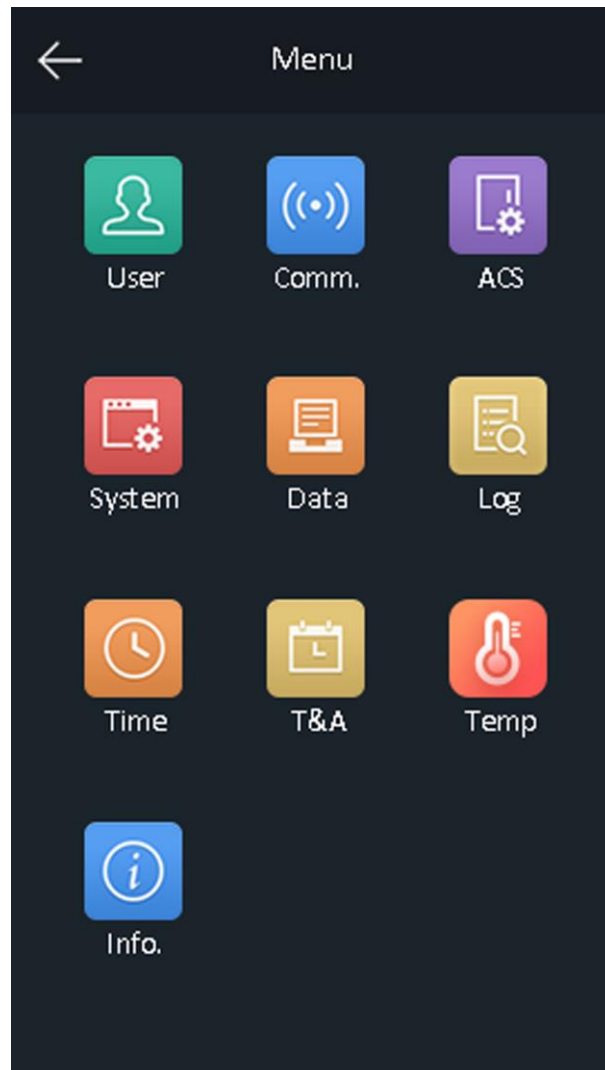 Menu
User Comm. ACS
System Data Log
Time T&A Temp
Info.